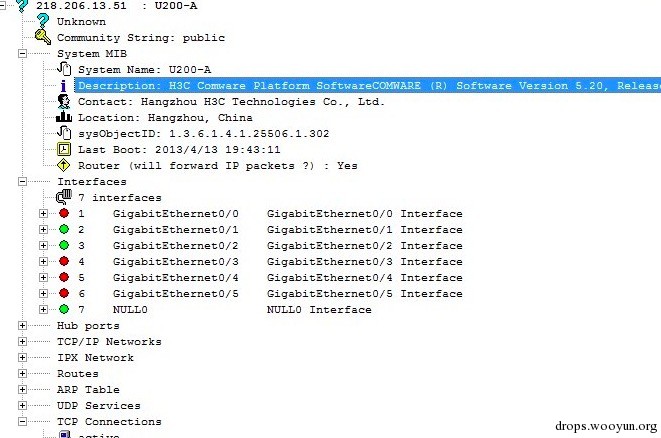 218.206.13.51 : U200-A
Unknown
Community String: public
System MIB
System Name: U200-A
Description: H3C Comware Platform SoftwareCOMWARE (R) Software Version 5.20, Releas
Contact: Hangzhou H3C Technologies Co., Ltd.
Location: Hangzhou, China
sysObjectID: 1.3.6.1.4.1.25506.1.302
Last Boot: 2013/4/13 19:43:11
Router (will forward IP packets ?) : Yes
Interfaces
7 interfaces
1 GigabitEthernet0/0 GigabitEthernet0/0 Interface
2 GigabitEthernet0/1 GigabitEthernet0/1 Interface
3 GigabitEthernet0/2 GigabitEthernet0/2 Interface
4 GigabitEthernet0/3 GigabitEthernet0/3 Interface
5 GigabitEthernet0/4 GigabitEthernet0/4 Interface
6 GigabitEthernet0/5 GigabitEthernet0/5 Interface
7 NULL0 NULL0 Interface
Hub ports
TCP/IP Networks
IPX Network
Routes
ARP Table
UDP Services
TCP Connections
active
drops.wooyun.org